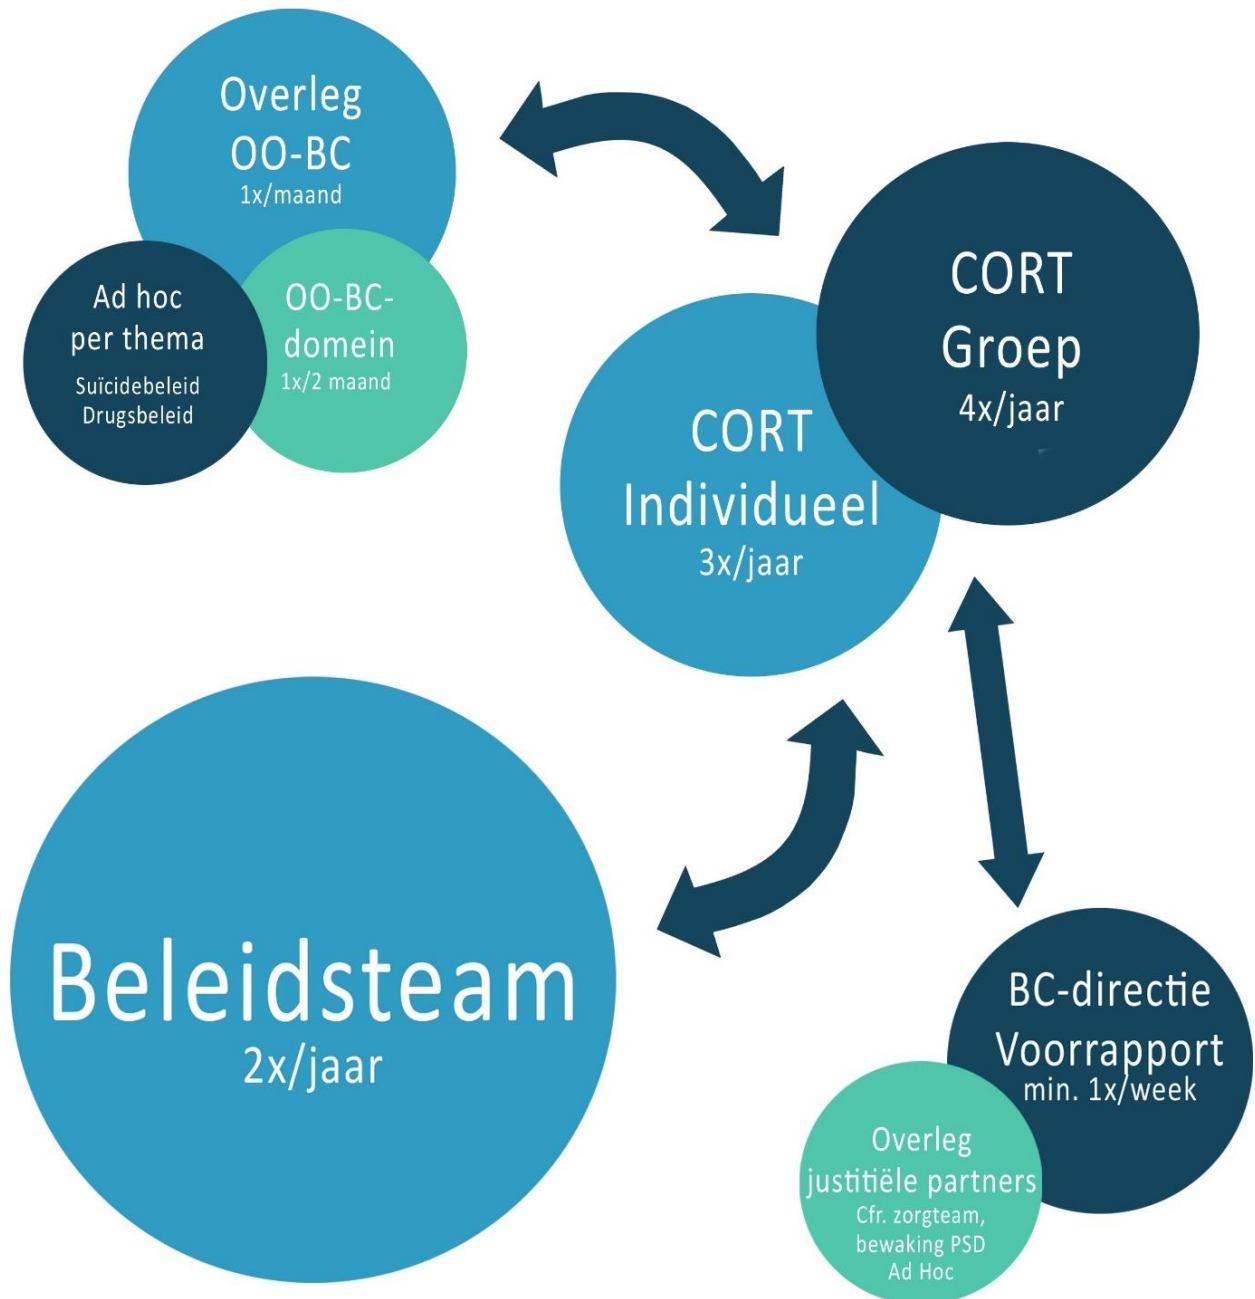 Overleg
OO-BC
1x/maand
Ad hoc
per thema
Suïcidebeleid
Drugsbeleid
OO-BC-
domein
1x/2 maand
CORT
Groep
4x/jaar
CORT
Individueel
3x/jaar
Beleidsteam
2x/jaar
BC-directie
Voorrapport
min. 1x/week
Overleg
justitiële partners
Cfr. zorgteam,
bewaking PSD
Ad Hoc